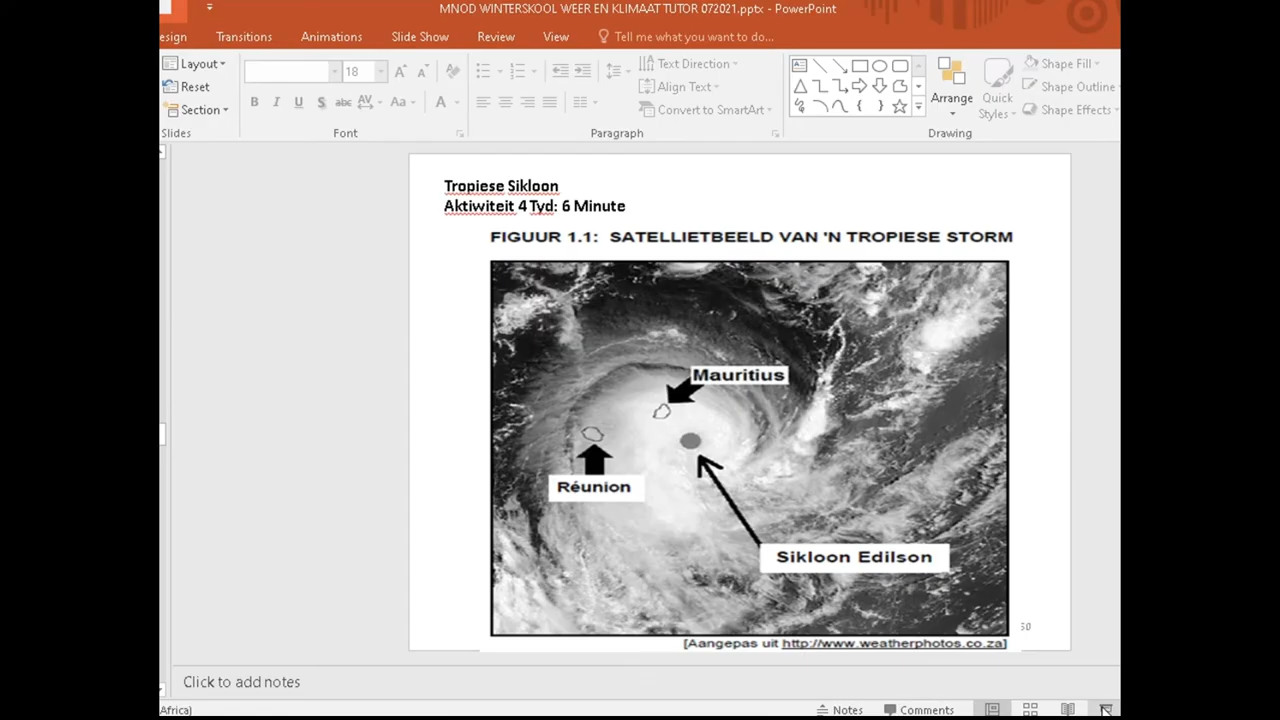 MNOD WINTERSKOOL WEER EN KLIMAAT TUTOR 072021.pptx - PowerPoint
esign Transitions Animations Slide Show Review View Tell me what you want to do...
Layout 18 Text Direction Shape Fill
Reset Align Text Arrange Quick Styles Shape Outline
Section B I U S abc AV Aa A Convert to SmartArt Shape Effects
Slides Font Paragraph Drawing
Tropiese Sikloon
Aktiwiteit 4 Tyd: 6 Minute
FIGUUR 1.1: SATELLIETBEELD VAN 'N TROPIESE STORM
Mauritius
Réunion
Sikloon Edilson
[Aangepas uit http://www.weatherphotos.co.za]
Click to add notes
Africa) Notes Comments